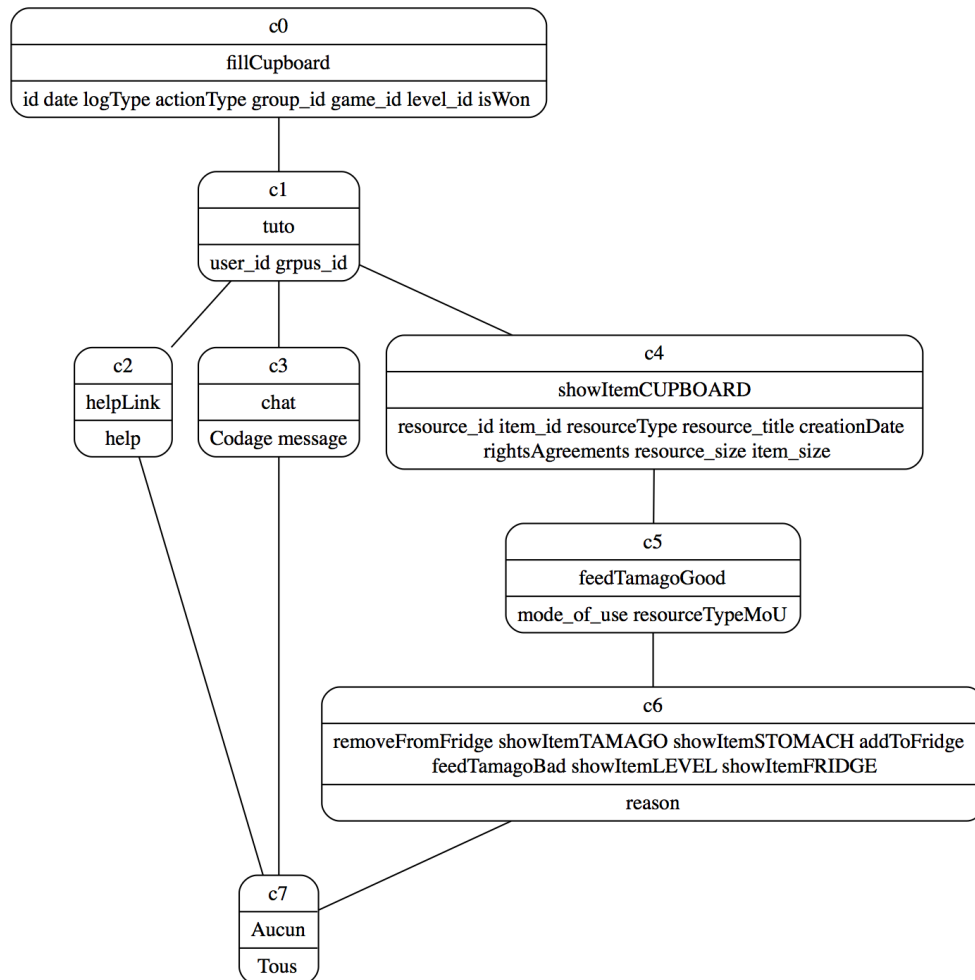 c0
fillCupboard
id date logType actionType group_id game_id level_id isWon
c1
tuto
user_id grpus_id
c2
helpLink
help
c3
chat
Codage message
c4
showItemCUPBOARD
resource_id item_id resourceType resource_title creationDate
rightsAgreements resource_size item_size
c5
feedTamagoGood
mode_of_use resourceTypeMoU
c6
removeFromFridge showItemTAMAGO showItemSTOMACH addToFridge
feedTamagoBad showItemLEVEL showItemFRIDGE
reason
c7
Aucun
Tous